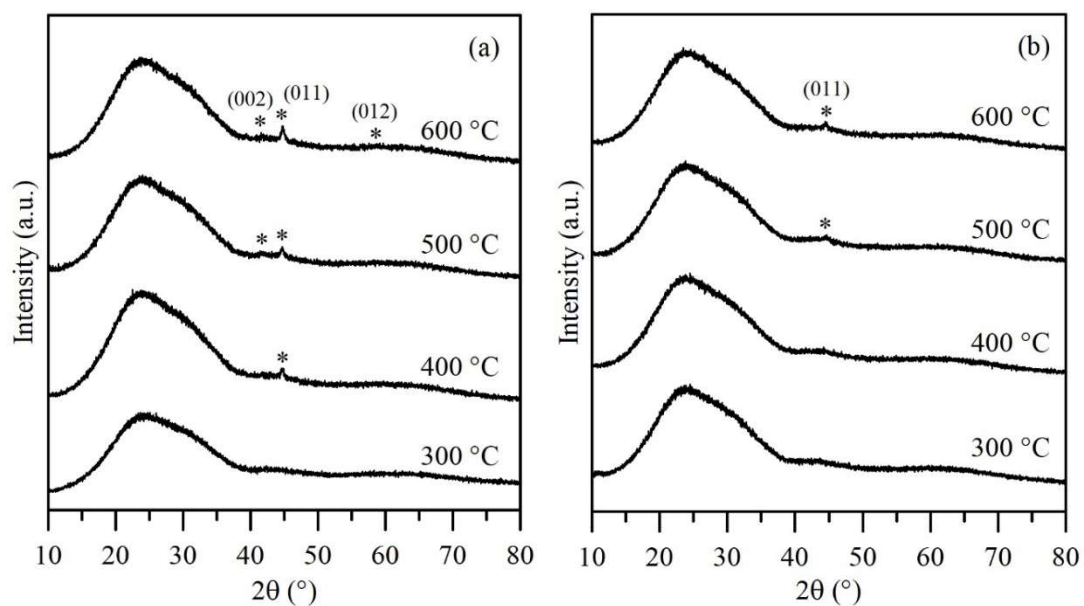 (a)
(002)
(011)
(012)
* * *
600 °C
* *
500 °C
*
400 °C
300 °C
Intensity (a.u.)
10 20 30 40 50 60 70 80
2θ (°)
(b)
(011)
*
600 °C
*
500 °C
400 °C
300 °C
Intensity (a.u.)
10 20 30 40 50 60 70 80
2θ (°)